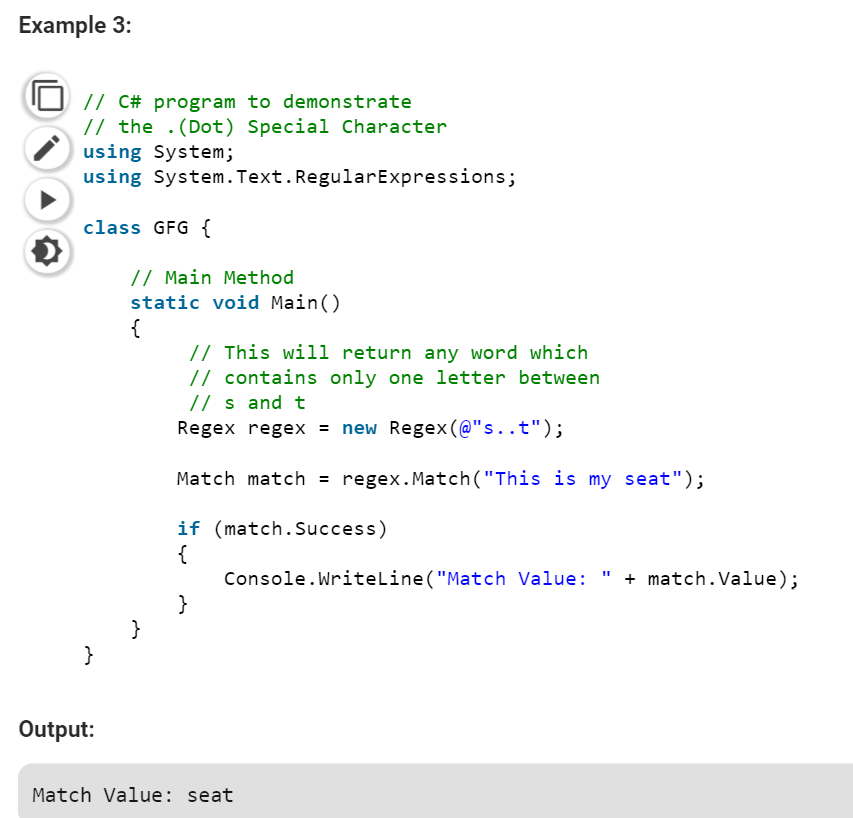 Example 3:
// C# program to demonstrate
// the .(Dot) Special Character
using System;
using System.Text.RegularExpressions;
class GFG {
// Main Method
static void Main()
{
// This will return any word which
// contains only one letter between
// s and t
Regex regex = new Regex(@"s..t");
Match match = regex.Match("This is my seat");
if (match.Success)
{
Console.WriteLine("Match Value: " + match.Value);
}
}
}
Output:
Match Value: seat